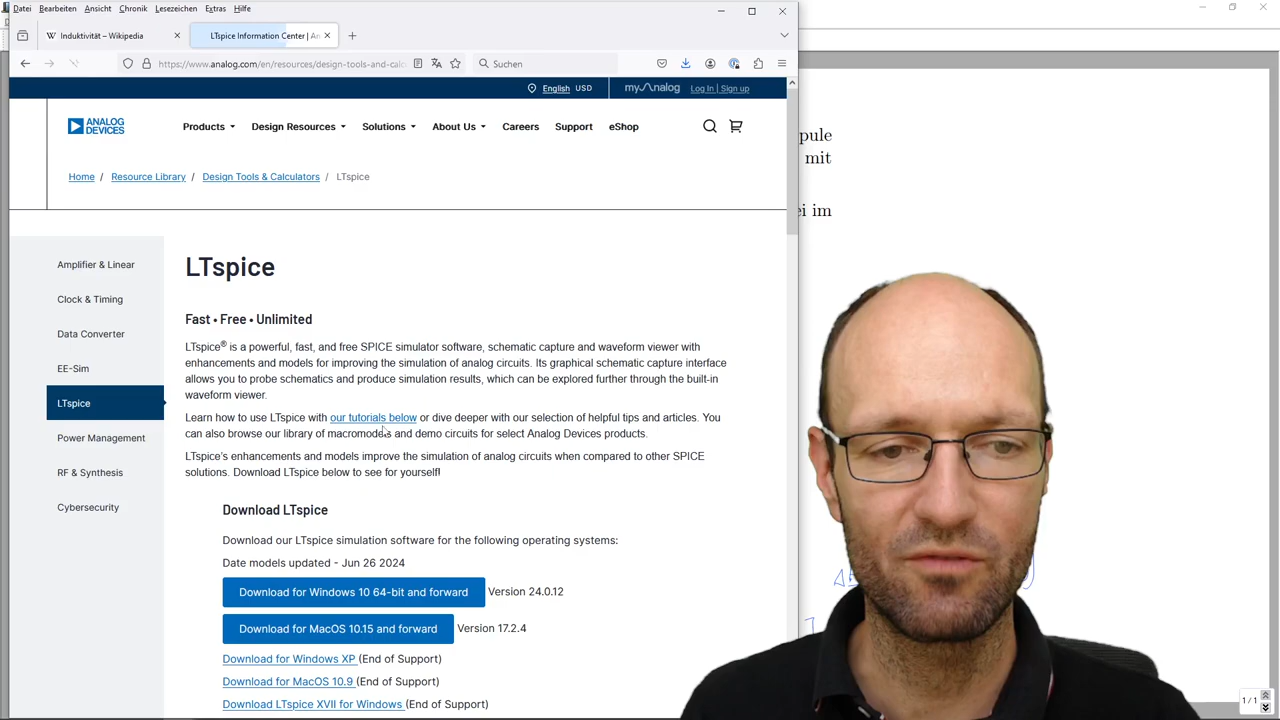 Datei Bearbeiten Ansicht Chronik Lesezeichen Extras Hilfe
Induktivität – Wikipedia
LTspice Information Center | An
https://www.analog.com/en/resources/design-tools-and-calc
Suchen
English USD
myAnalog Log In | Sign up
ANALOG DEVICES
Products
Design Resources
Solutions
About Us
Careers
Support
eShop
Home / Resource Library / Design Tools & Calculators / LTspice
Amplifier & Linear
Clock & Timing
Data Converter
EE-Sim
LTspice
Power Management
RF & Synthesis
Cybersecurity
LTspice
Fast • Free • Unlimited
LTspice® is a powerful, fast, and free SPICE simulator software, schematic capture and waveform viewer with
enhancements and models for improving the simulation of analog circuits. Its graphical schematic capture interface
allows you to probe schematics and produce simulation results, which can be explored further through the built-in
waveform viewer.
Learn how to use LTspice with our tutorials below or dive deeper with our selection of helpful tips and articles. You
can also browse our library of macromodels and demo circuits for select Analog Devices products.
LTspice's enhancements and models improve the simulation of analog circuits when compared to other SPICE
solutions. Download LTspice below to see for yourself!
Download LTspice
Download our LTspice simulation software for the following operating systems:
Date models updated - Jun 26 2024
Download for Windows 10 64-bit and forward Version 24.0.12
Download for MacOS 10.15 and forward Version 17.2.4
Download for Windows XP (End of Support)
Download for MacOS 10.9 (End of Support)
Download LTspice XVII for Windows (End of Support)
pule
mit
ei im
1 / 1